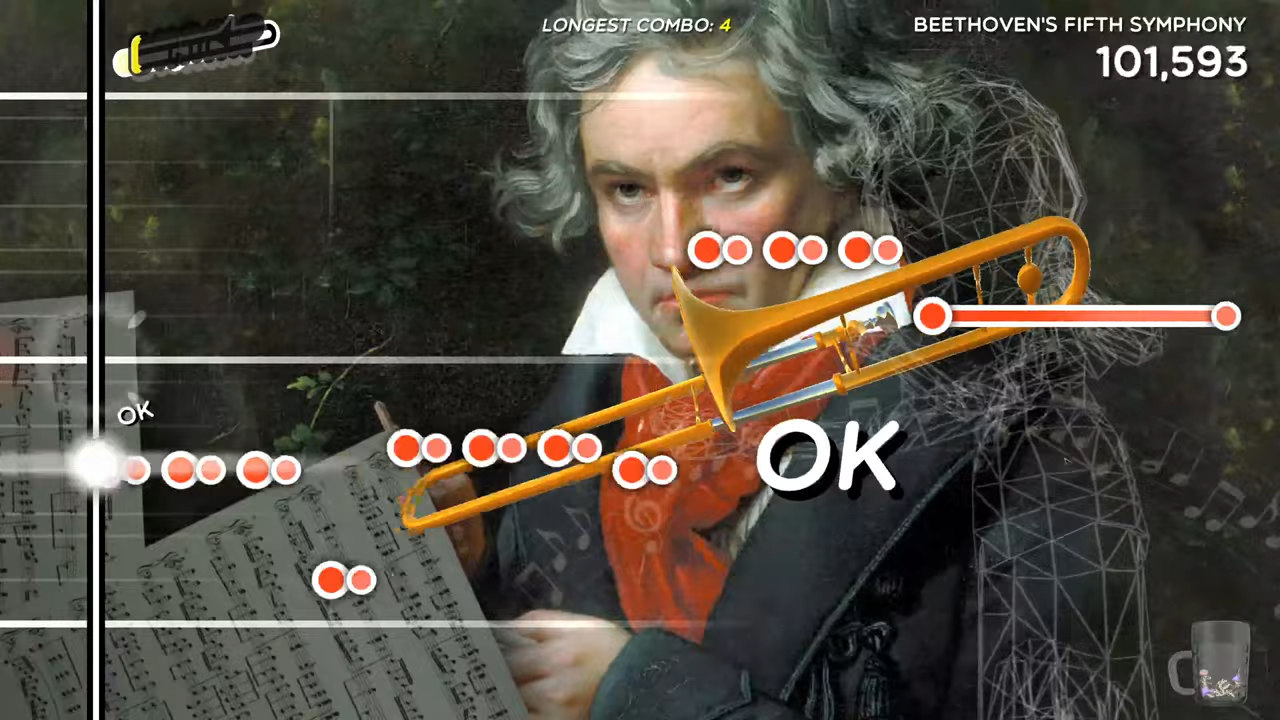 LONGEST COMBO: 4
BEETHOVEN'S FIFTH SYMPHONY
101,593
OK
OK